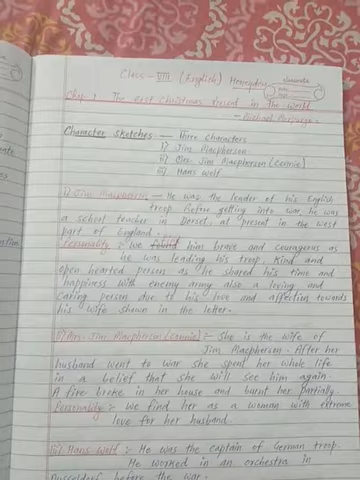 Class - VIII (English) Honeydew
Chap. 1 The Best Christmas Present in The World
- Michael Morpurgo.
Character sketches — Three Characters
i) Jim Macpherson
ii) Mrs. Jim Macpherson (Connie)
iii) Hans Wolf
i) Jim Macpherson — He was the leader of his English
troop. Before getting into war, he was
a school teacher in Dorset, at present in the west
part of England.
Personality :- We him brave and courageous as
he was leading his troop. Kind and
open hearted person as he shared his time and
happiness with enemy army also a loving and
caring person due to his love and affection towards
his wife shown in the letter.
ii) Mrs. Jim Macpherson (Connie) :- She is the wife of
Jim Macpherson. After her
husband went to war she spent her whole life
in a belief that she will see him again.
A fire broke in her house and burnt her partially.
Personality :- we find her as a woman with extreme
love for her husband.
iii) Hans Wolf :- He was the captain of German troop.
He worked in an orchestra in
Dusseldorf before the war.